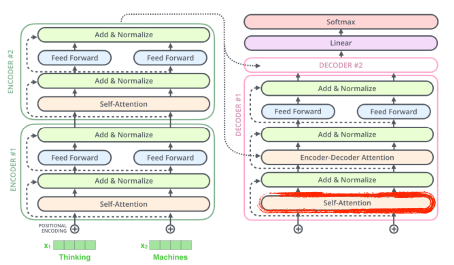 Softmax
Linear
DECODER #2
ENCODER #2
Add & Normalize
Feed Forward Feed Forward
Add & Normalize
Self-Attention
ENCODER #1
Add & Normalize
Feed Forward Feed Forward
Add & Normalize
Self-Attention
POSITIONAL
ENCODING
X₁ X₂
Thinking Machines
DECODER #1
Add & Normalize
Feed Forward Feed Forward
Add & Normalize
Encoder-Decoder Attention
Add & Normalize
Self-Attention